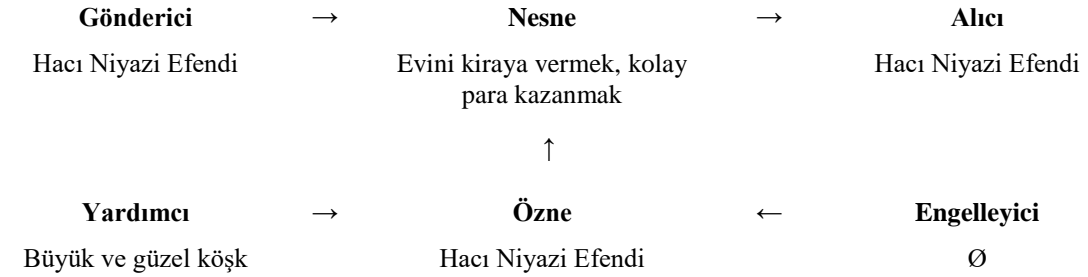 Gönderici → Nesne → Alıcı
Hacı Niyazi Efendi Evini kiraya vermek, kolay Hacı Niyazi Efendi
para kazanmak
↑
Yardımcı → Özne ← Engelleyici
Büyük ve güzel köşk Hacı Niyazi Efendi Ø